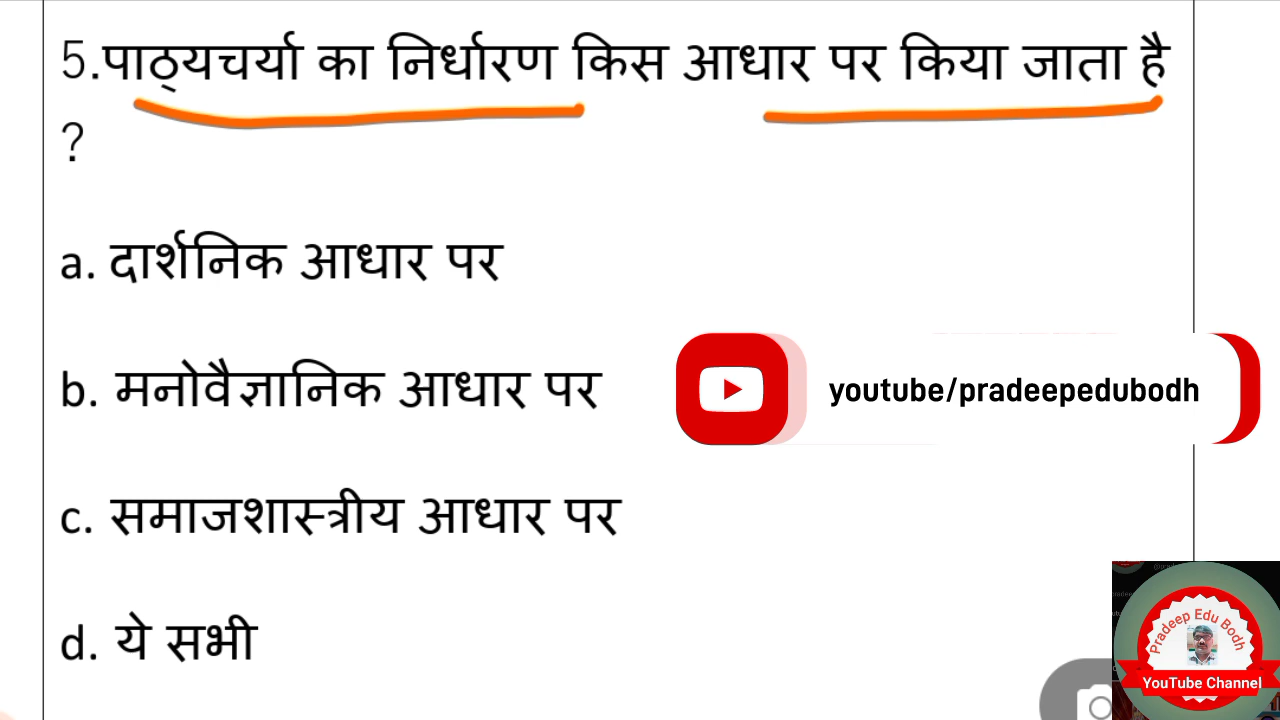 5.पाठ्यचर्या का निर्धारण किस आधार पर किया जाता है
?
a. दार्शनिक आधार पर
b. मनोवैज्ञानिक आधार पर
youtube/pradeepedubodh
c. समाजशास्त्रीय आधार पर
d. ये सभी
Pradeep Edu Bodh
YouTube Channel